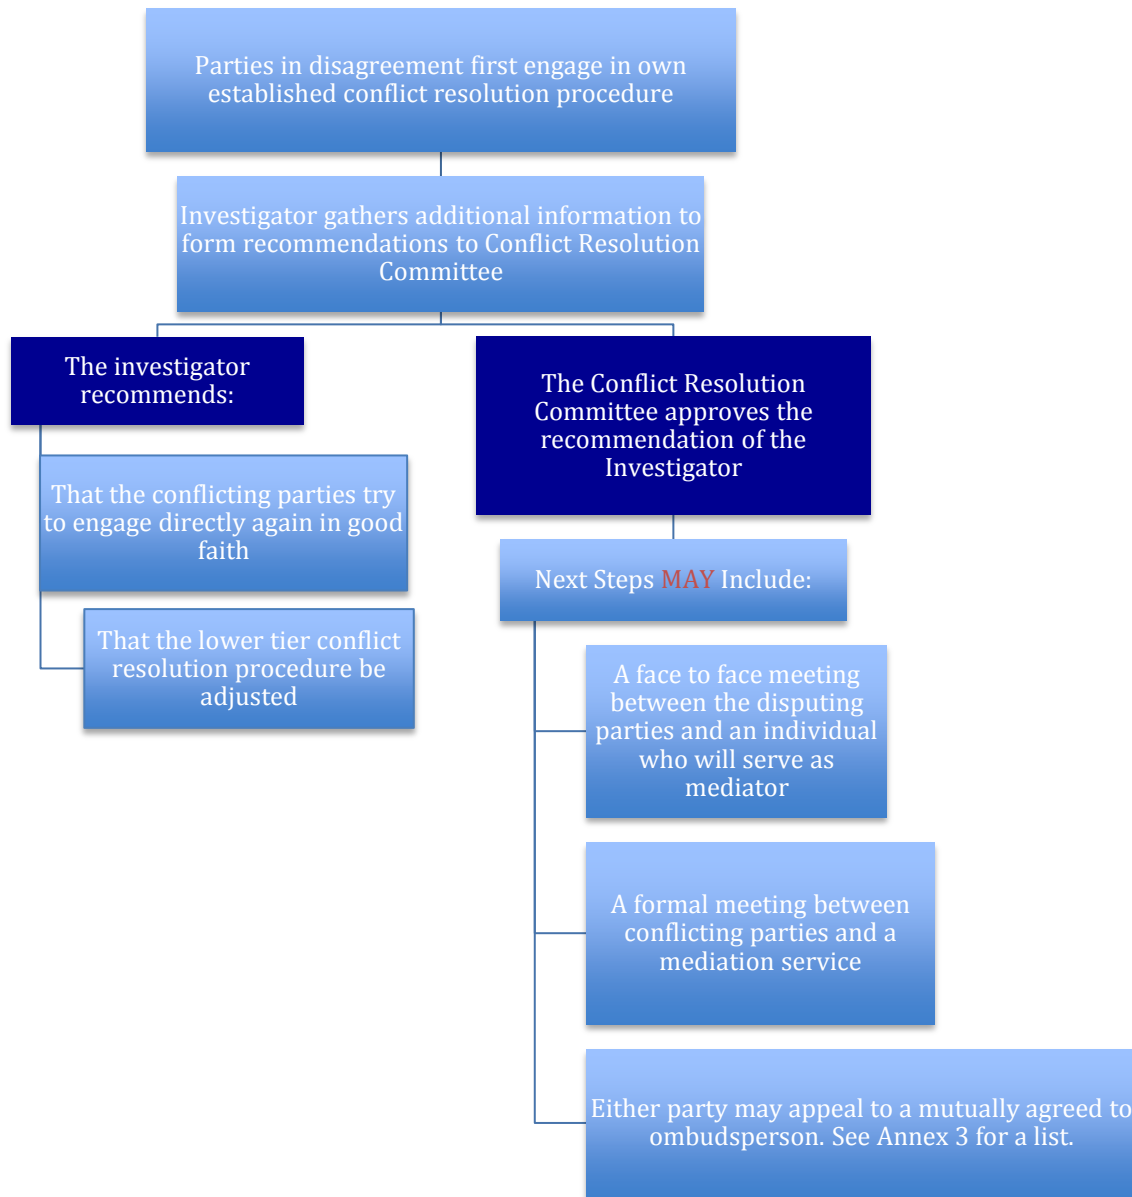 Parties in disagreement first engage in own
established conflict resolution procedure
Investigator gathers additional information to
form recommendations to Conflict Resolution
Committee
The investigator
recommends:
That the conflicting parties try
to engage directly again in good
faith
That the lower tier conflict
resolution procedure be
adjusted
The Conflict Resolution
Committee approves the
recommendation of the
Investigator
Next Steps MAY Include:
A face to face meeting
between the disputing
parties and an individual
who will serve as
mediator
A formal meeting between
conflicting parties and a
mediation service
Either party may appeal to a mutually agreed to
ombudsperson. See Annex 3 for a list.